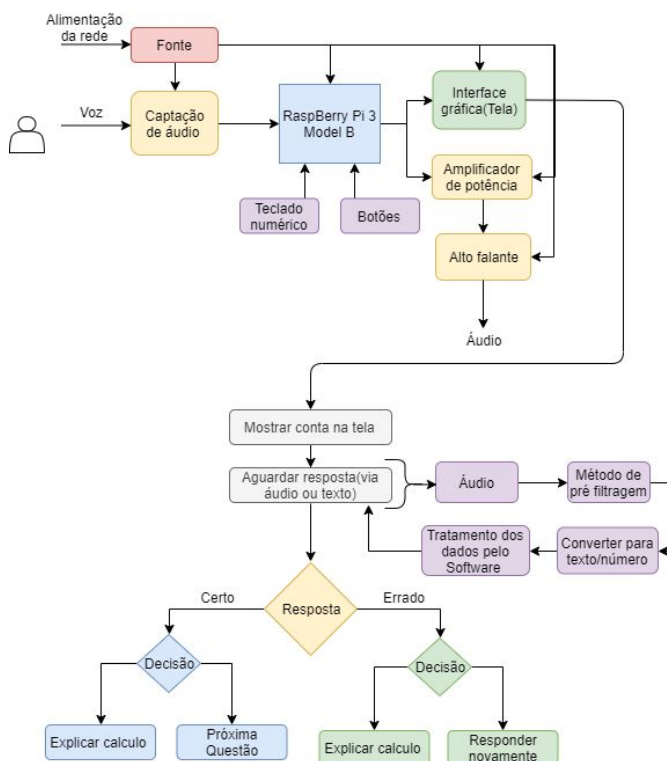 Alimentação
da rede
Fonte
Voz
Captação
de áudio
RaspBerry Pi 3
Model B
Interface
gráfica(Tela)
Amplificador
de potência
Teclado
numérico
Botões
Alto falante
Áudio
Mostrar conta na tela
Aguardar resposta(via
áudio ou texto)
Áudio
Método de
pré filtragem
Tratamento dos
dados pelo
Software
Converter para
texto/número
Certo
Resposta
Errado
Decisão
Decisão
Explicar calculo
Próxima
Questão
Explicar calculo
Responder
novamente